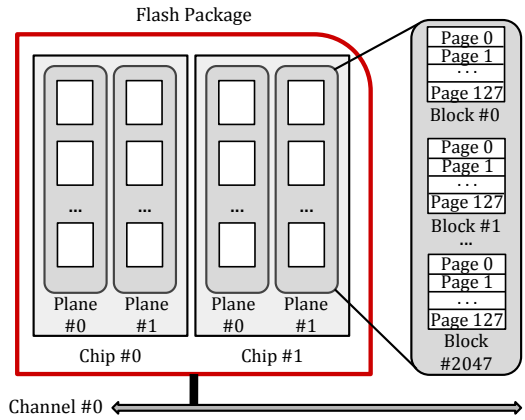 Flash Package
...
...
...
...
Plane
#0
Plane
#1
Plane
#0
Plane
#1
Chip #0
Chip #1
Channel #0
Page 0
Page 1
...
Page 127
Block #0
Page 0
Page 1
...
Page 127
Block #1
...
Page 0
Page 1
...
Page 127
Block
#2047